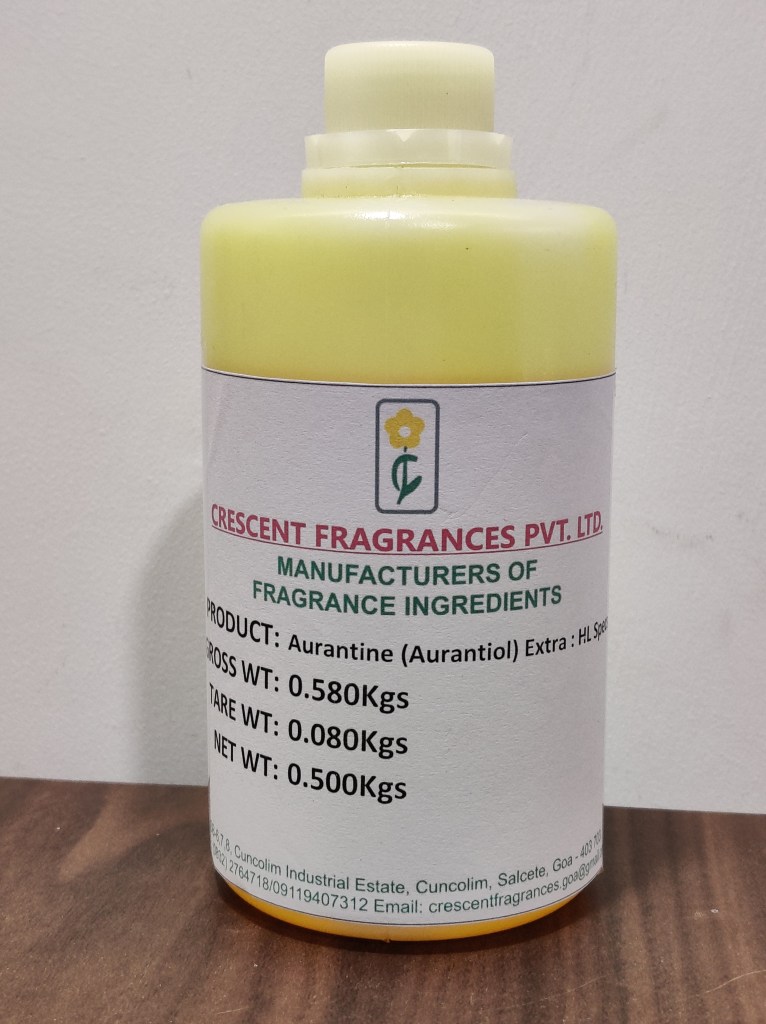 CRESCENT FRAGRANCES PVT. LTD.
MANUFACTURERS OF
FRAGRANCE INGREDIENTS
PRODUCT: Aurantine (Aurantiol) Extra : HL
GROSS WT: 0.580Kgs
TARE WT: 0.080Kgs
NET WT: 0.500Kgs
Cuncolim Industrial Estate, Cuncolim, Salcete, Goa - 403
2764718/09119407312 Email: crescentfragrances.goa@